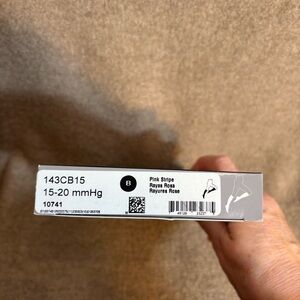 143CB15
15-20 mmHg
10741
B
Pink Stripe
Rayas Rosa
Rayures Rose